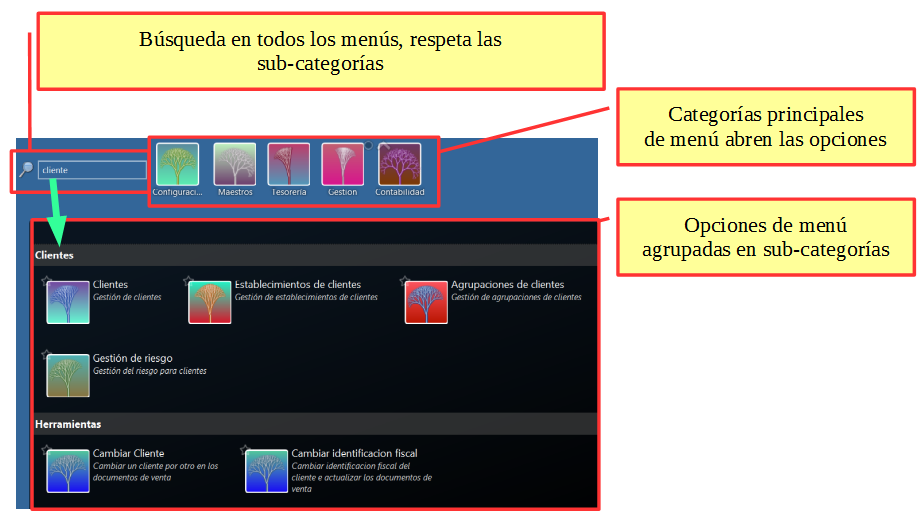 Búsqueda en todos los menús, respeta las
sub-categorías
Categorías principales
de menú abren las opciones
cliente
Configuraci...
Maestros
Tesorería
Gestion
Contabilidad
Opciones de menú
agrupadas en sub-categorías
Clientes
Clientes
Gestión de clientes
Establecimientos de clientes
Gestión de establecimientos de clientes
Agrupaciones de clientes
Gestión de agrupaciones de clientes
Gestión de riesgo
Gestión del riesgo para clientes
Herramientas
Cambiar Cliente
Cambiar un cliente por otro en los
documentos de venta
Cambiar identificacion fiscal
Cambiar identificacion fiscal del
cliente e actualizar los documentos de
venta